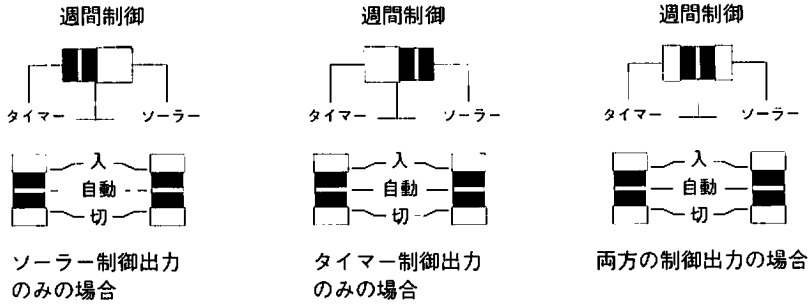 週間制御
タイマー ソーラー
入
自動
切
ソーラー制御出力
のみの場合
週間制御
タイマー ソーラー
入
自動
切
タイマー制御出力
のみの場合
週間制御
タイマー ソーラー
入
自動
切
両方の制御出力の場合